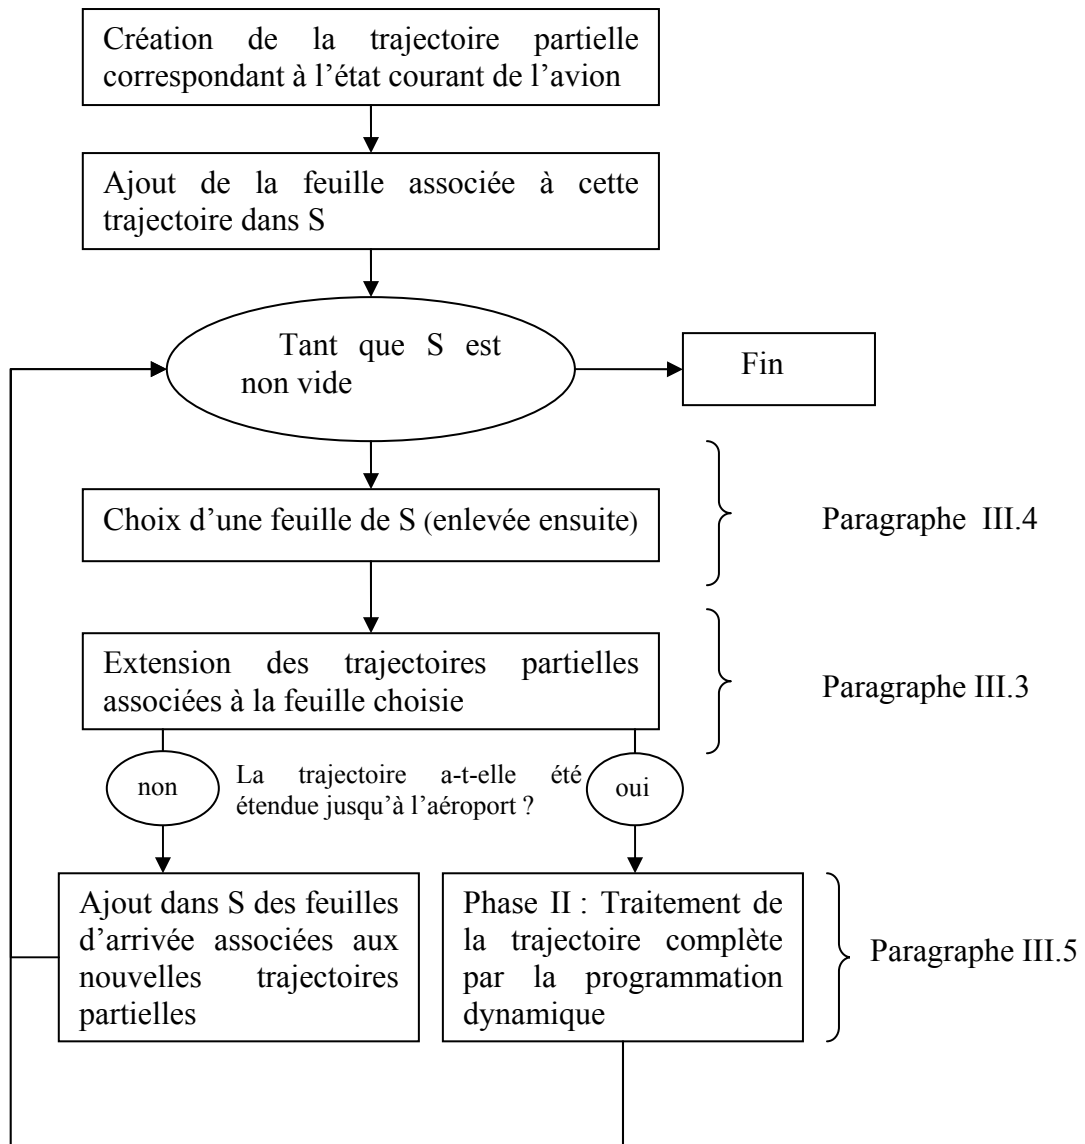 Création de la trajectoire partielle
correspondant à l’état courant de l’avion
Ajout de la feuille associée à cette
trajectoire dans S
Tant que S est
non vide
Fin
Choix d’une feuille de S (enlevée ensuite)
Paragraphe III.4
Extension des trajectoires partielles
associées à la feuille choisie
Paragraphe III.3
non
La trajectoire a-t-elle été
étendue jusqu’à l’aéroport ?
oui
Ajout dans S des feuilles
d’arrivée associées aux
nouvelles trajectoires
partielles
Phase II : Traitement de
la trajectoire complète
par la programmation
dynamique
Paragraphe III.5